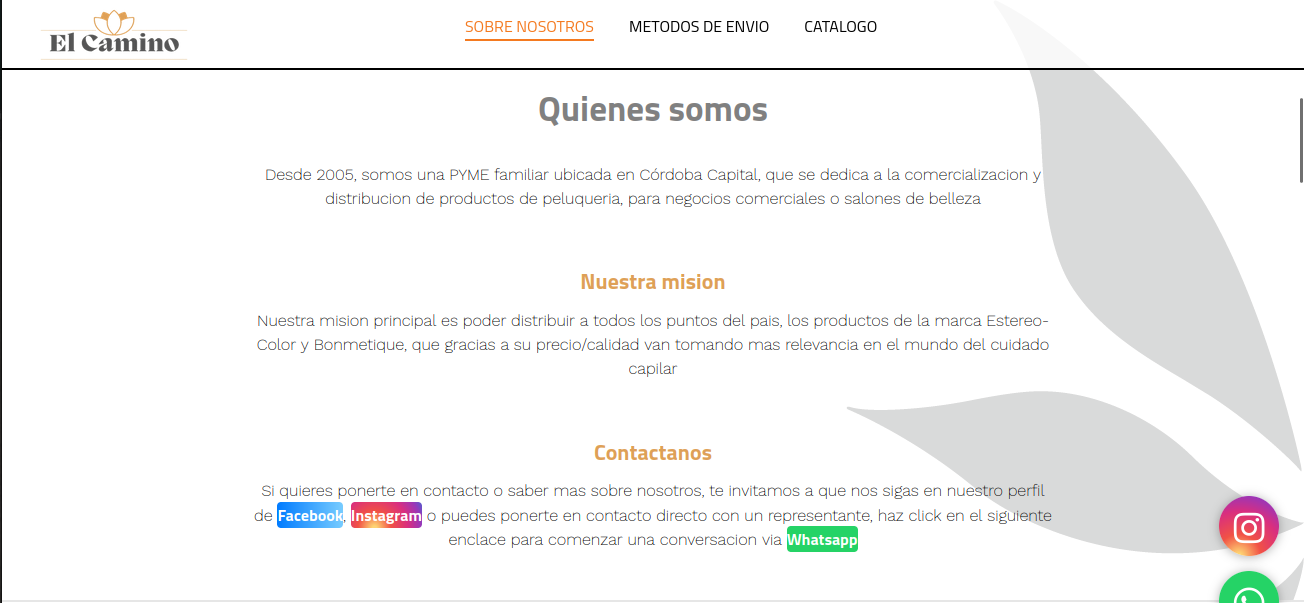 El Camino
SOBRE NOSOTROS METODOS DE ENVIO CATALOGO
Quienes somos
Desde 2005, somos una PYME familiar ubicada en Córdoba Capital, que se dedica a la comercializacion y
distribucion de productos de peluqueria, para negocios comerciales o salones de belleza
Nuestra mision
Nuestra mision principal es poder distribuir a todos los puntos del pais, los productos de la marca Estereo-
Color y Bonmetique, que gracias a su precio/calidad van tomando mas relevancia en el mundo del cuidado
capilar
Contactanos
Si quieres ponerte en contacto o saber mas sobre nosotros, te invitamos a que nos sigas en nuestro perfil
de Facebook, Instagram o puedes ponerte en contacto directo con un representante, haz click en el siguiente
enlace para comenzar una conversacion via Whatsapp